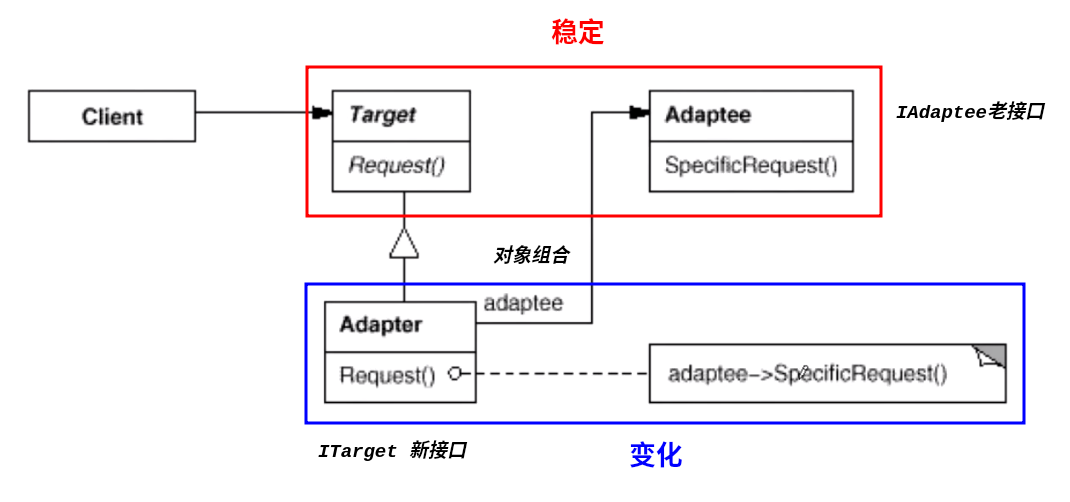 稳定
Client
Target
Request()
Adaptee
SpecificRequest()
IAdaptee老接口
对象组合
adaptee
Adapter
Request()
adaptee->SpecificRequest()
ITarget 新接口
变化